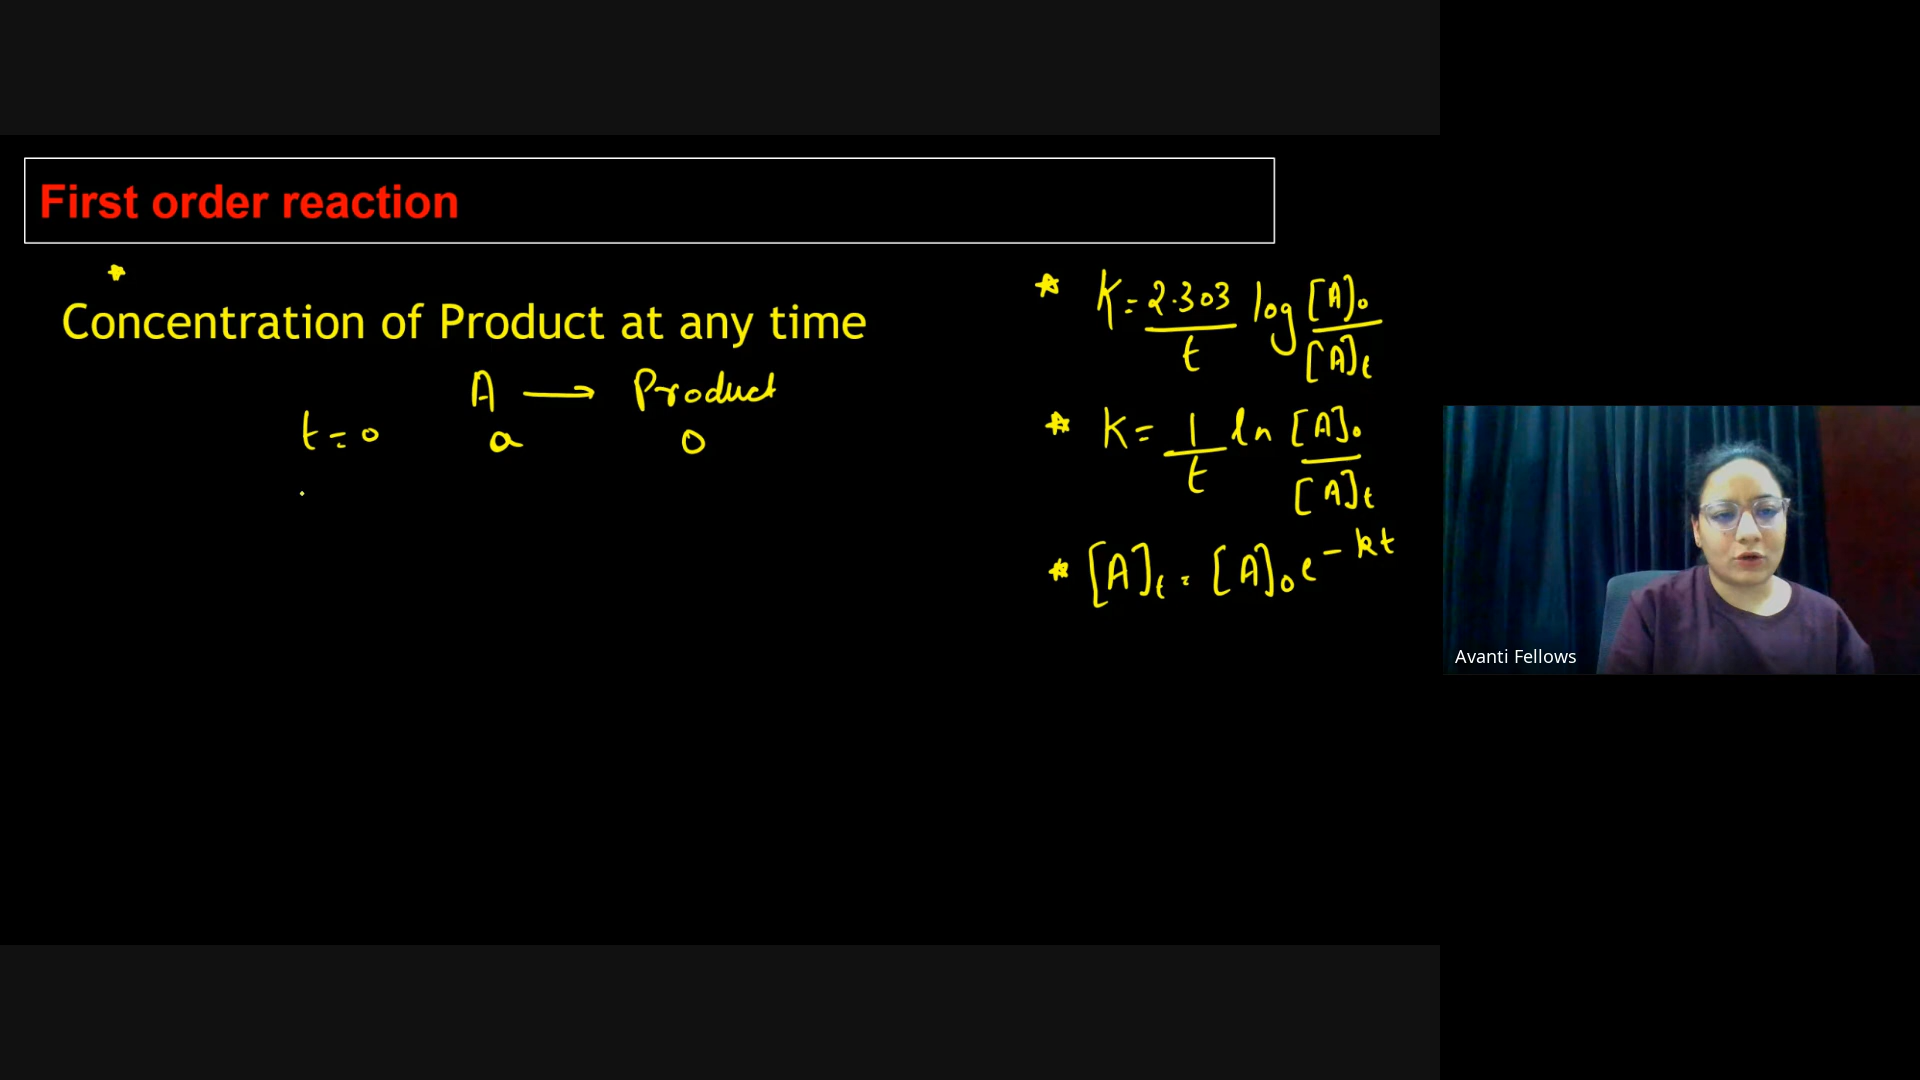 First order reaction
Concentration of Product at any time
A → Product
t = 0 a 0
* K = 2.303/t log [A]₀/[A]t
* K = 1/t ln [A]₀/[A]t
* [A]t = [A]₀ e^-kt
Avanti Fellows